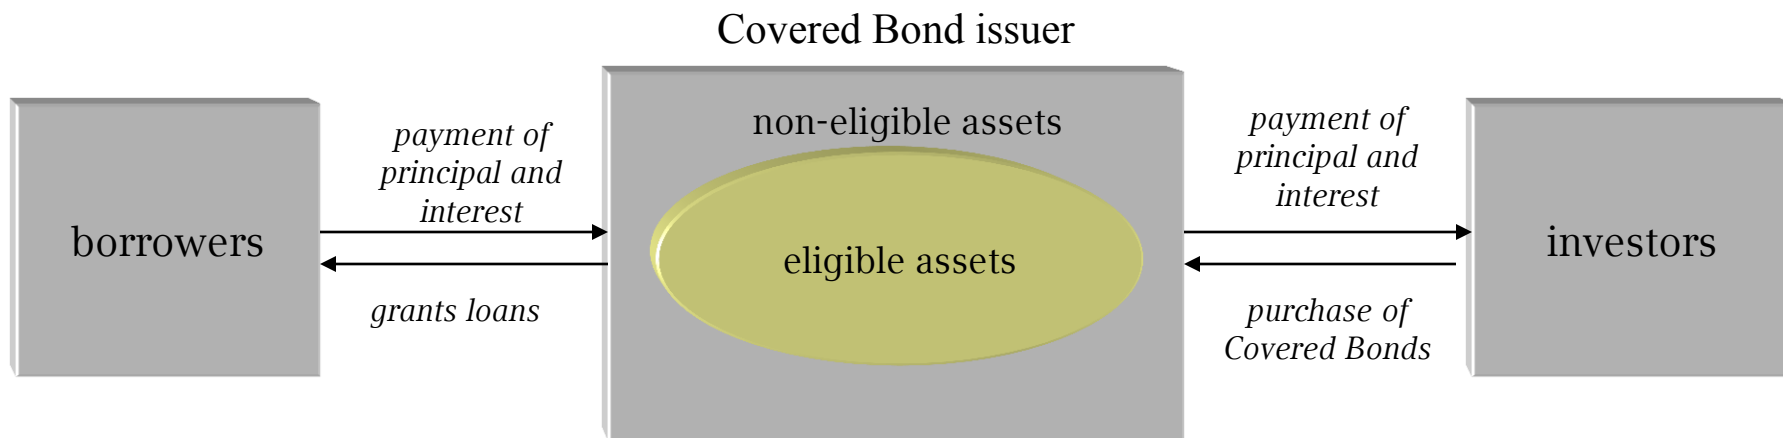 Covered Bond issuer
borrowers
payment of
principal and
interest
grants loans
non-eligible assets
eligible assets
payment of
principal and
interest
purchase of
Covered Bonds
investors